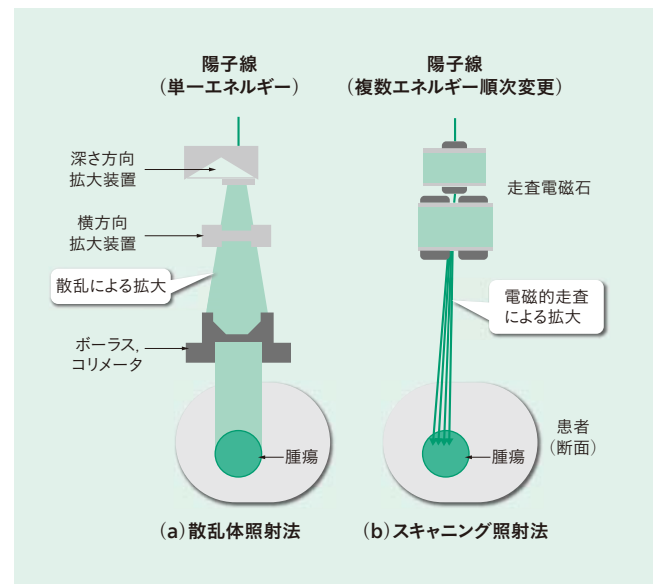 陽子線
(単一エネルギー)
陽子線
(複数エネルギー順次変更)
深さ方向
拡大装置
横方向
拡大装置
散乱による拡大
ボーラス,
コリメータ
腫瘍
(a)散乱体照射法
走査電磁石
電磁的走査
による拡大
患者
(断面)
腫瘍
(b)スキャニング照射法